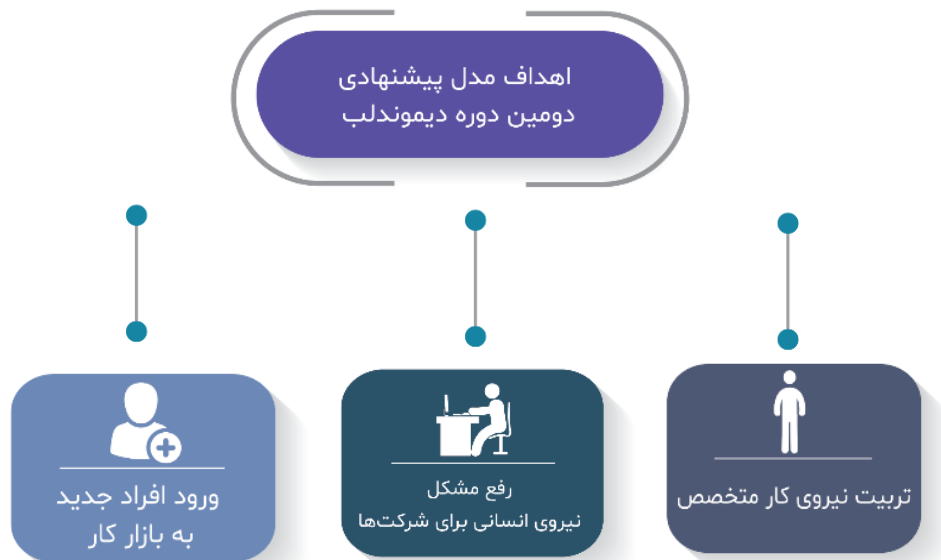 اهداف مدل پیشنهادی
دومین دوره دیموندلب
تربیت نیروی کار متخصص
رفع مشکل
نیروی انسانی برای شرکت‌ها
ورود افراد جدید
به بازار کار